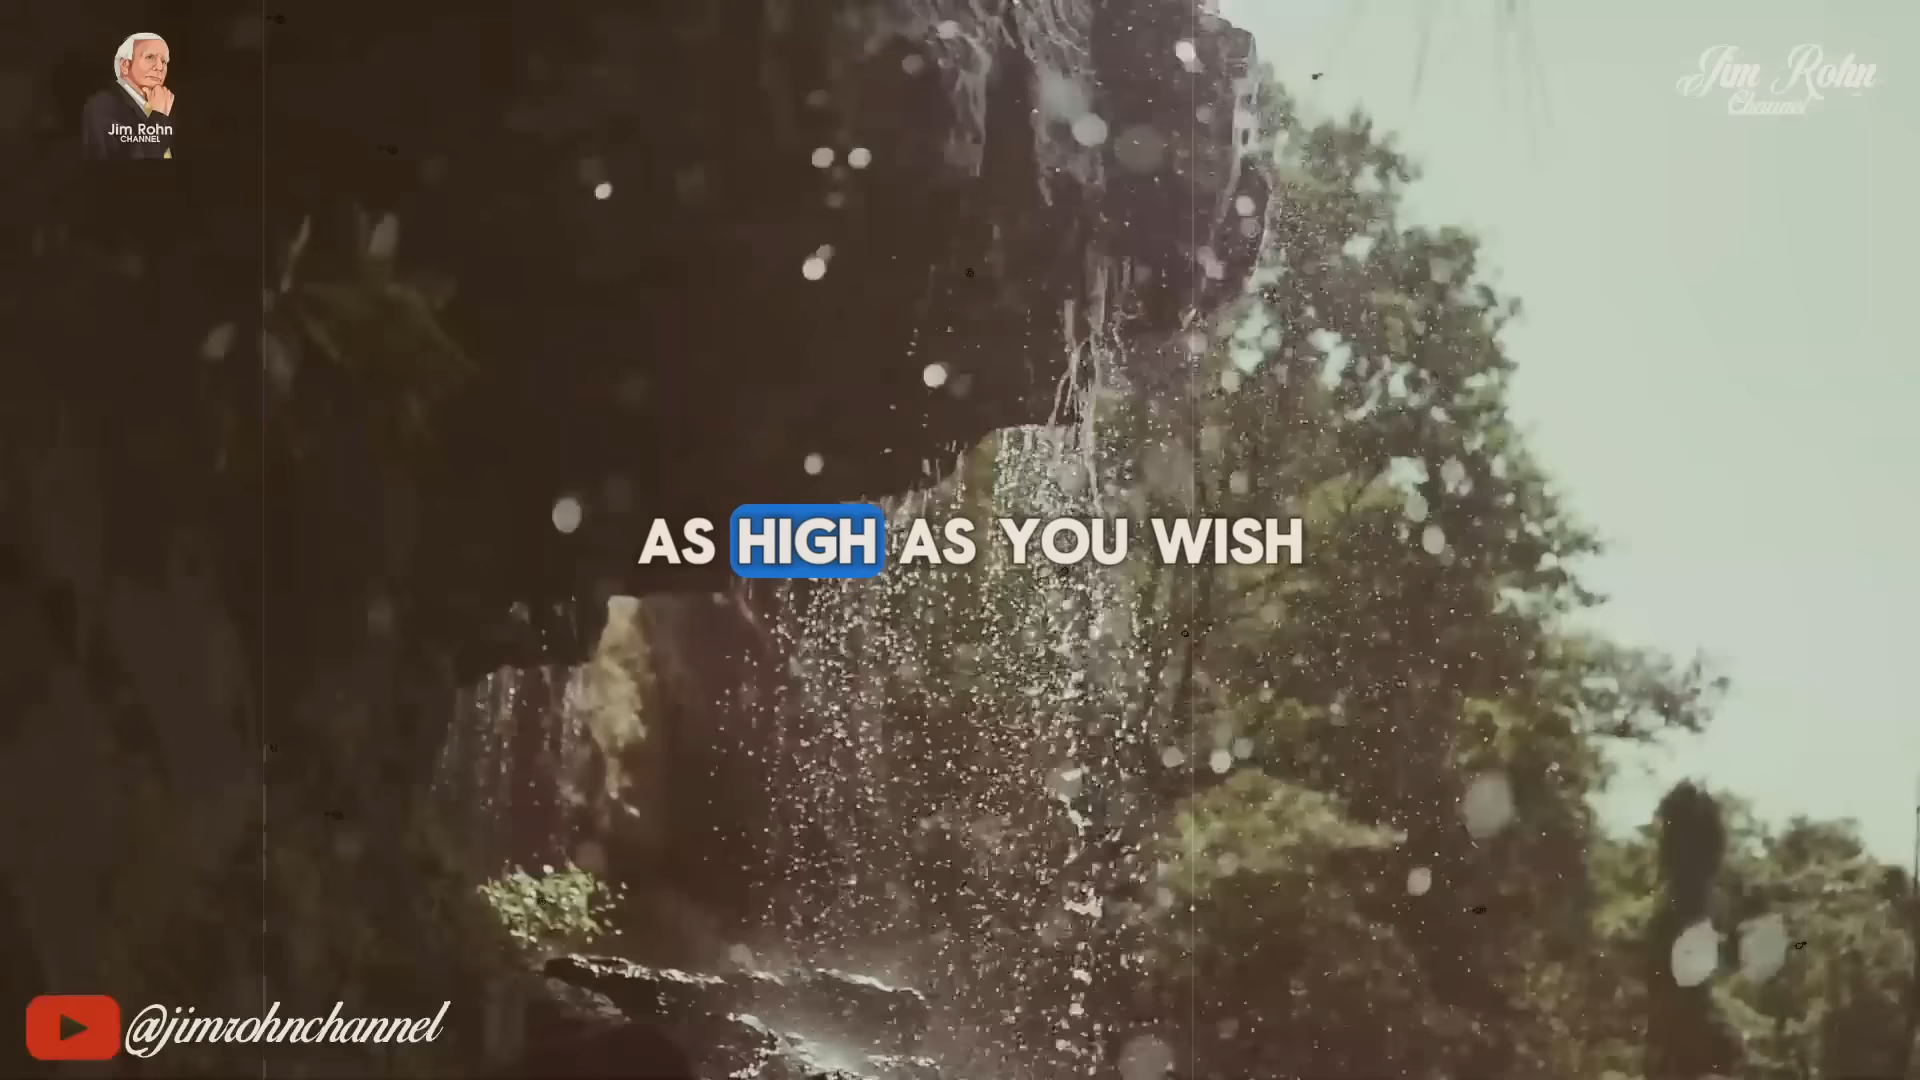 Jim Rohn
CHANNEL
Jim Rohn
Channel
AS HIGH AS YOU WISH
@jimrohnchannel